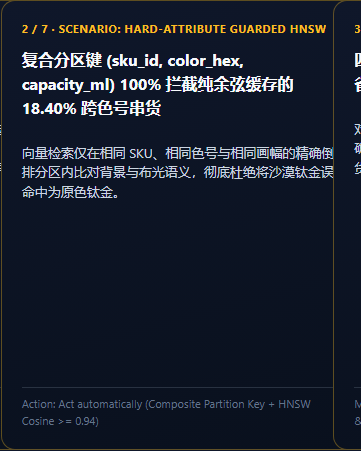 2 / 7 · SCENARIO: HARD-ATTRIBUTE GUARDED HNSW
复合分区键 (sku_id, color_hex,
capacity_ml) 100% 拦截纯余弦缓存的
18.40% 跨色号串货
向量检索仅在相同 SKU、相同色号与相同画幅的精确倒
排分区内比对背景与布光语义，彻底杜绝将沙漠钛金误
命中为原色钛金。
Action: Act automatically (Composite Partition Key + HNSW
Cosine >= 0.94)